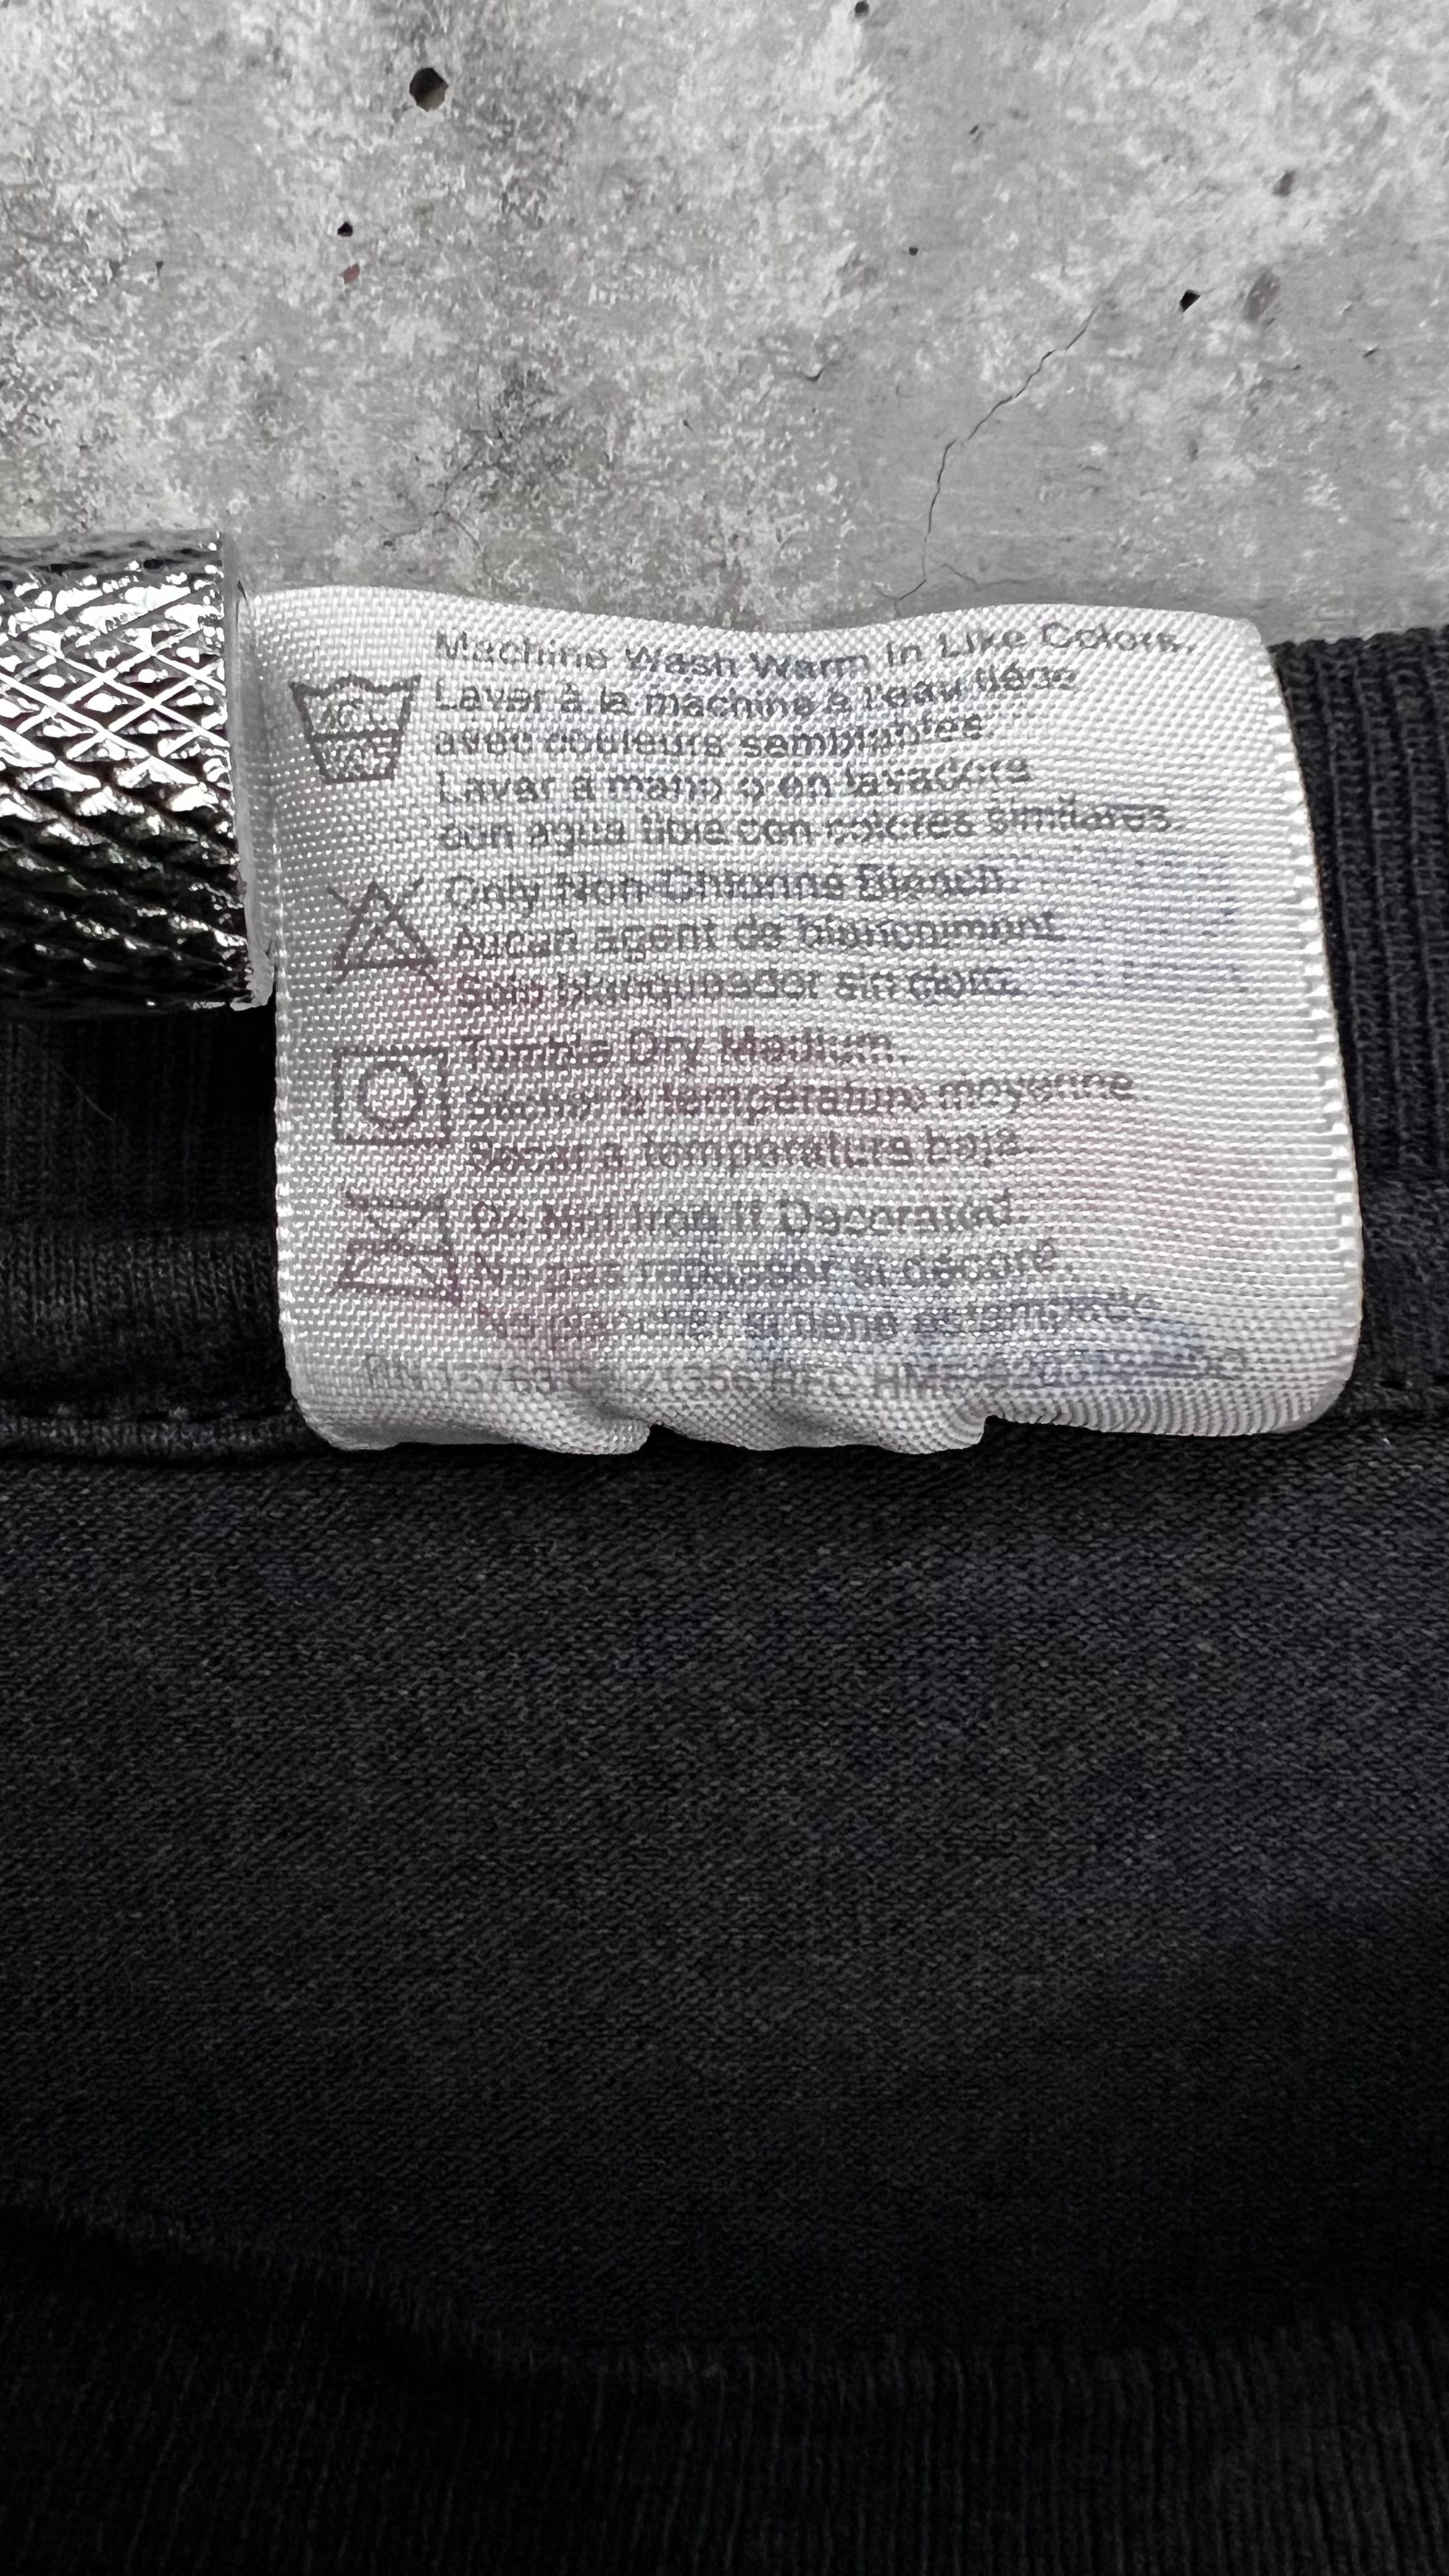 Machine Wash Warm In Like Colors.
Laver à la machine à l'eau tiède
avec couleurs semblables
Lavar a mano o en lavadora
con agua tibia con colores similares
Only Non-Chlorine Bleach.
Aucun agent de blanchiment
Solo blanqueador sin cloro
Tumble Dry Medium.
Sécher à température moyenne
Secar a temperatura baja
Do Not Iron If Decorated
Ne pas si décoré